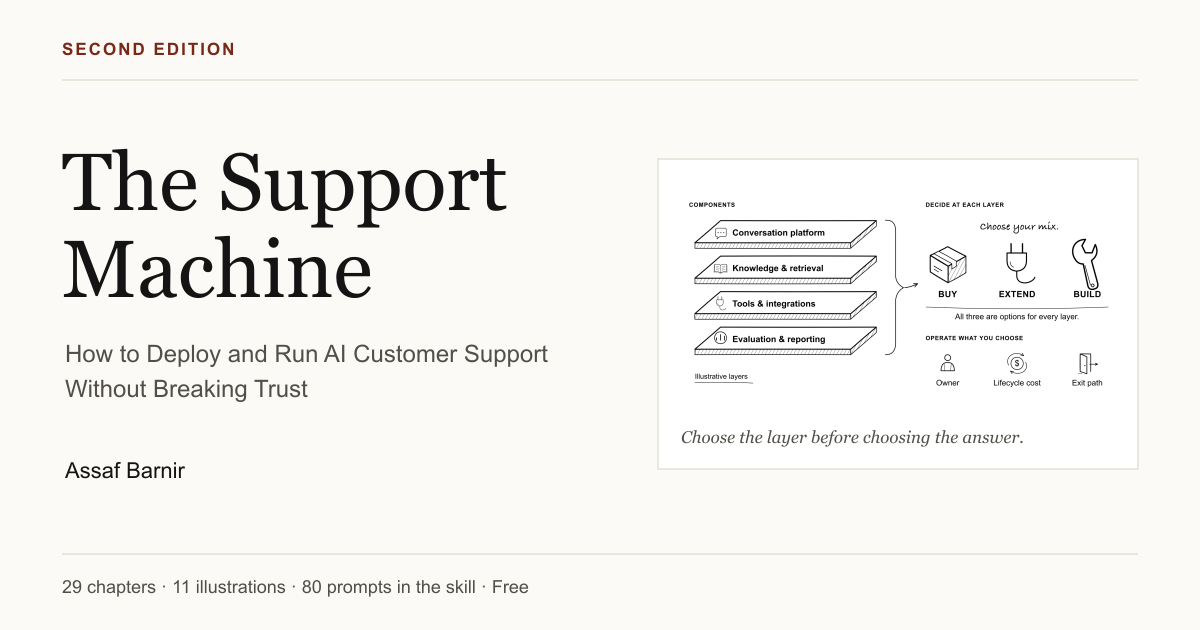 SECOND EDITION
The Support
Machine
How to Deploy and Run AI Customer Support
Without Breaking Trust
Assaf Barnir
COMPONENTS
Conversation platform
Knowledge & retrieval
Tools & integrations
Evaluation & reporting
Illustrative layers
DECIDE AT EACH LAYER
Choose your mix.
BUY EXTEND BUILD
All three are options for every layer.
OPERATE WHAT YOU CHOOSE
$
Owner Lifecycle cost Exit path
Choose the layer before choosing the answer.
29 chapters · 11 illustrations · 80 prompts in the skill · Free